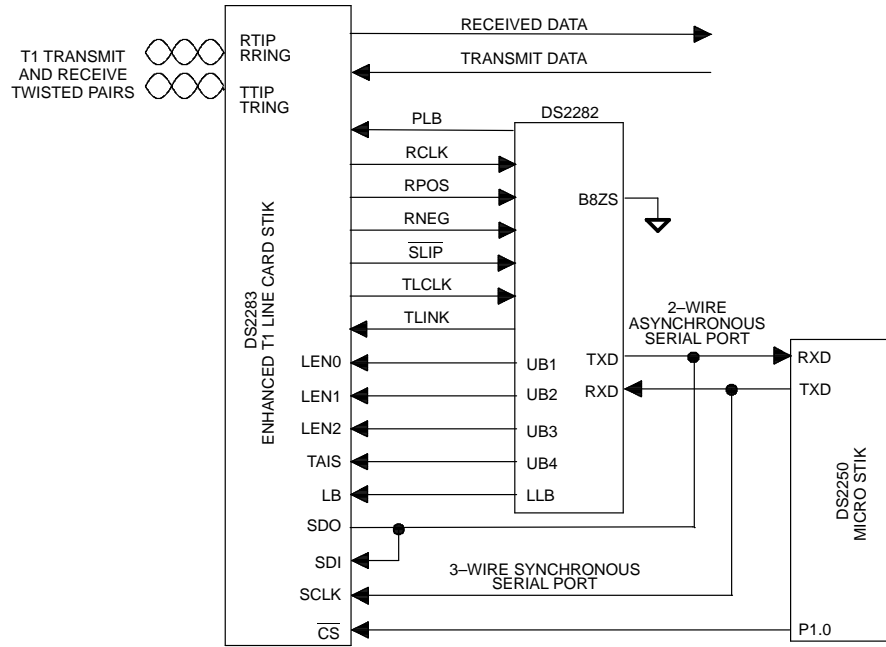 RECEIVED DATA
TRANSMIT DATA
T1 TRANSMIT
AND RECEIVE
TWISTED PAIRS
RTIP
RRING
TTIP
TRING
DS2283
ENHANCED T1 LINE CARD STIK
PLB
RCLK
RPOS
RNEG
SLIP
TLCLK
TLINK
LEN0
LEN1
LEN2
TAIS
LB
SDO
SDI
SCLK
CS
DS2282
B8ZS
UB1
UB2
UB3
UB4
LLB
TXD
RXD
2–WIRE
ASYNCHRONOUS
SERIAL PORT
3–WIRE SYNCHRONOUS
SERIAL PORT
RXD
TXD
DS2250
MICRO STIK
P1.0